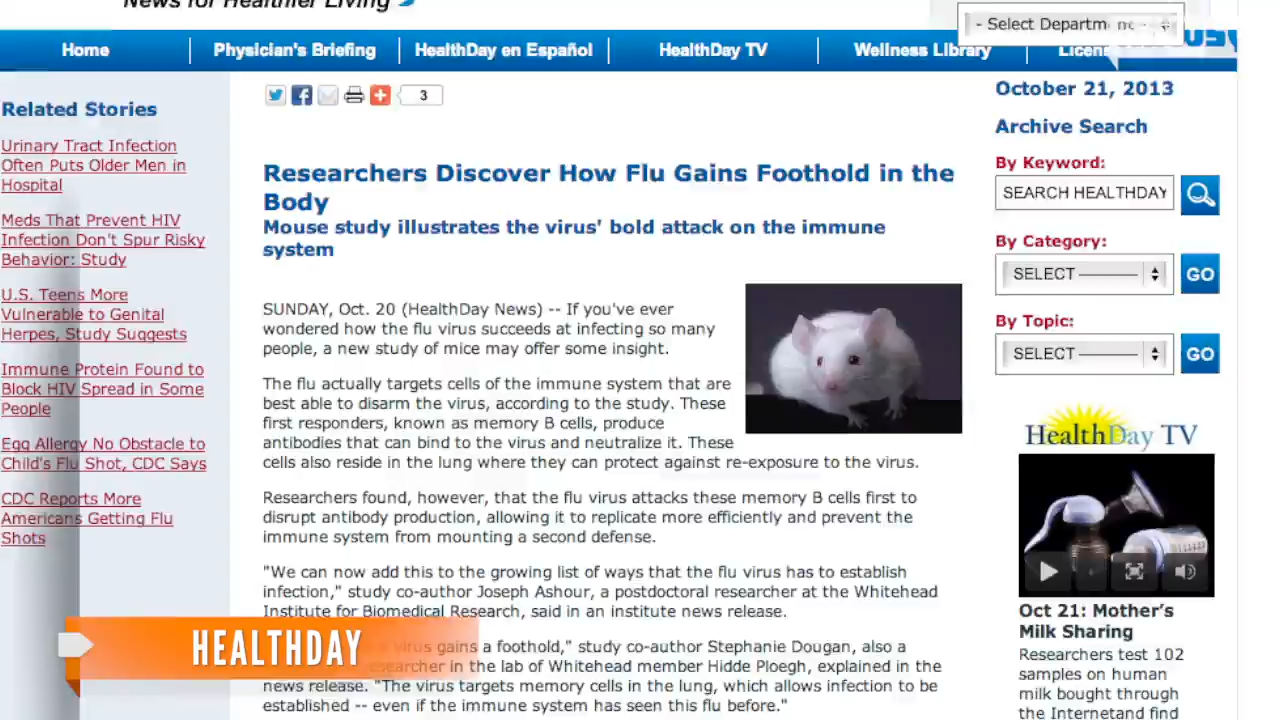 News for Healthier Living
- Select Departm
Home
Physician's Briefing
HealthDay en Español
HealthDay TV
Wellness Library
Related Stories
Urinary Tract Infection
Often Puts Older Men in
Hospital
Meds That Prevent HIV
Infection Don't Spur Risky
Behavior: Study
U.S. Teens More
Vulnerable to Genital
Herpes, Study Suggests
Immune Protein Found to
Block HIV Spread in Some
People
Egg Allergy No Obstacle to
Child's Flu Shot, CDC Says
CDC Reports More
Americans Getting Flu
Shots
3
Researchers Discover How Flu Gains Foothold in the
Body
Mouse study illustrates the virus' bold attack on the immune
system
SUNDAY, Oct. 20 (HealthDay News) -- If you've ever
wondered how the flu virus succeeds at infecting so many
people, a new study of mice may offer some insight.
The flu actually targets cells of the immune system that are
best able to disarm the virus, according to the study. These
first responders, known as memory B cells, produce
antibodies that can bind to the virus and neutralize it. These
cells also reside in the lung where they can protect against re-exposure to the virus.
Researchers found, however, that the flu virus attacks these memory B cells first to
disrupt antibody production, allowing it to replicate more efficiently and prevent the
immune system from mounting a second defense.
"We can now add this to the growing list of ways that the flu virus has to establish
infection," study co-author Joseph Ashour, a postdoctoral researcher at the Whitehead
Institute for Biomedical Research, said in an institute news release.
virus gains a foothold," study co-author Stephanie Dougan, also a
researcher in the lab of Whitehead member Hidde Ploegh, explained in the
news release. "The virus targets memory cells in the lung, which allows infection to be
established -- even if the immune system has seen this flu before."
October 21, 2013
Archive Search
By Keyword:
SEARCH HEALTHDAY
By Category:
SELECT
GO
By Topic:
SELECT
GO
HealthDay TV
Oct 21: Mother's
Milk Sharing
Researchers test 102
samples on human
milk bought through
the Internetand find
HEALTHDAY